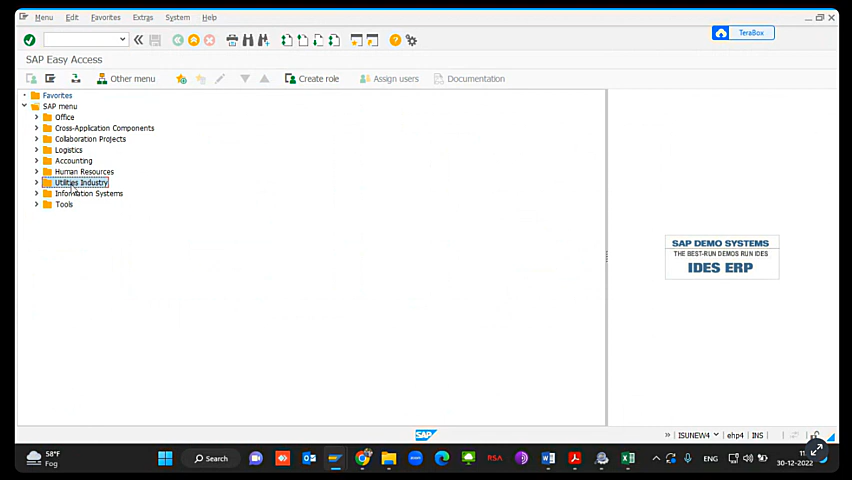 Menu Edit Favorites Extras System Help
TeraBox
SAP Easy Access
Other menu Create role Assign users Documentation
Favorites
SAP menu
Office
Cross-Application Components
Collaboration Projects
Logistics
Accounting
Human Resources
Utilities Industry
Information Systems
Tools
SAP DEMO SYSTEMS
THE BEST-RUN DEMOS RUN IDES
IDES ERP
SAP
ISUNEW4 ehp4 INS
58°F
Fog
Search
zoom
RSA
ENG
30-12-2022